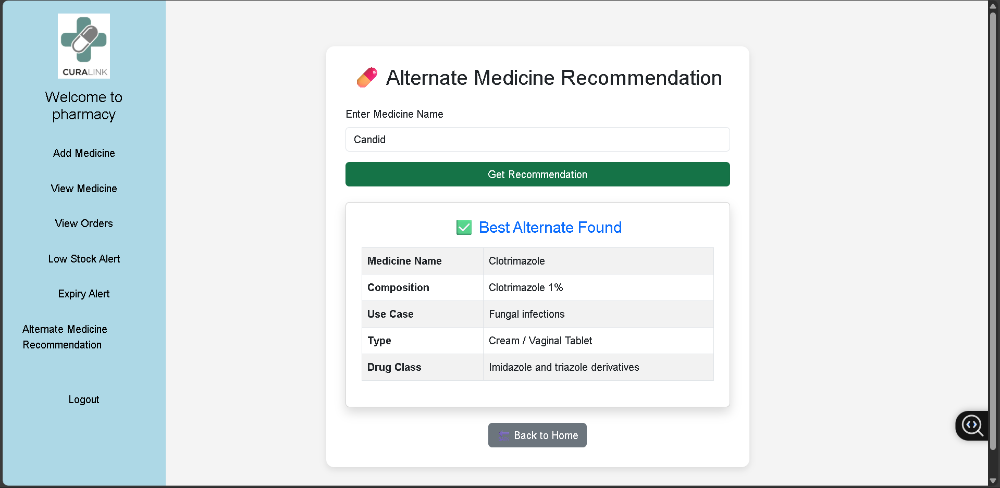 CURALINK
Welcome to
pharmacy
Add Medicine
View Medicine
View Orders
Low Stock Alert
Expiry Alert
Alternate Medicine
Recommendation
Logout
Alternate Medicine Recommendation
Enter Medicine Name
Candid
Get Recommendation
Best Alternate Found
Medicine Name Clotrimazole
Composition Clotrimazole 1%
Use Case Fungal infections
Type Cream / Vaginal Tablet
Drug Class Imidazole and triazole derivatives
Back to Home